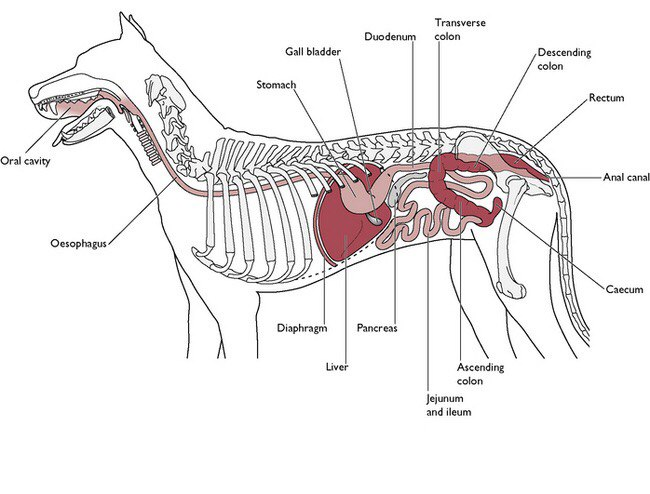 Transverse
colon
Duodenum
Gall bladder
Descending
colon
Stomach
Rectum
Oral cavity
Anal canal
Oesophagus
Caecum
Diaphragm
Pancreas
Liver
Ascending
colon
Jejunum
and ileum